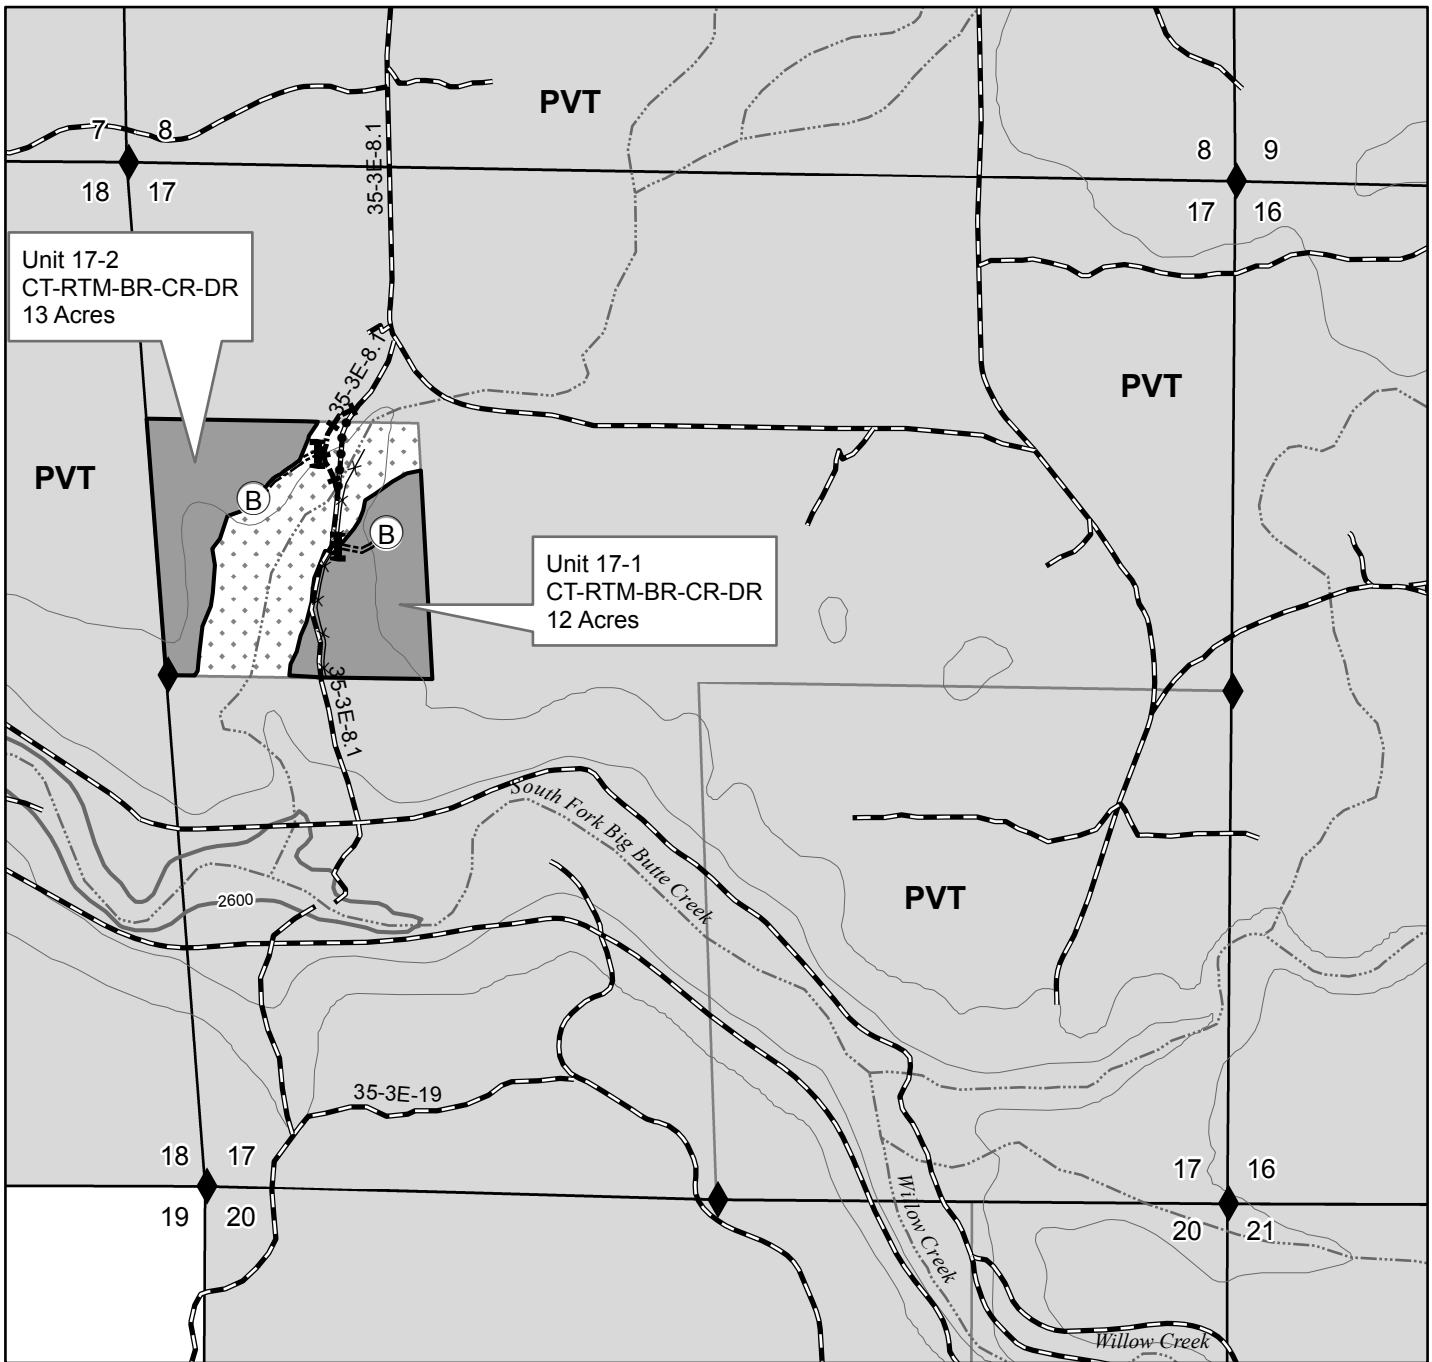 PVT
7 8
8 9
35-3E-8.1
18 17
17 16
Unit 17-2
CT-RTM-BR-CR-DR
13 Acres
35-3E-8.1
PVT
PVT
B
B
Unit 17-1
CT-RTM-BR-CR-DR
12 Acres
35-3E-8.1
South Fork Big Butte Creek
PVT
2600
35-3E-19
18 17
17 16
19 20
20 21
Willow Creek
Willow Creek